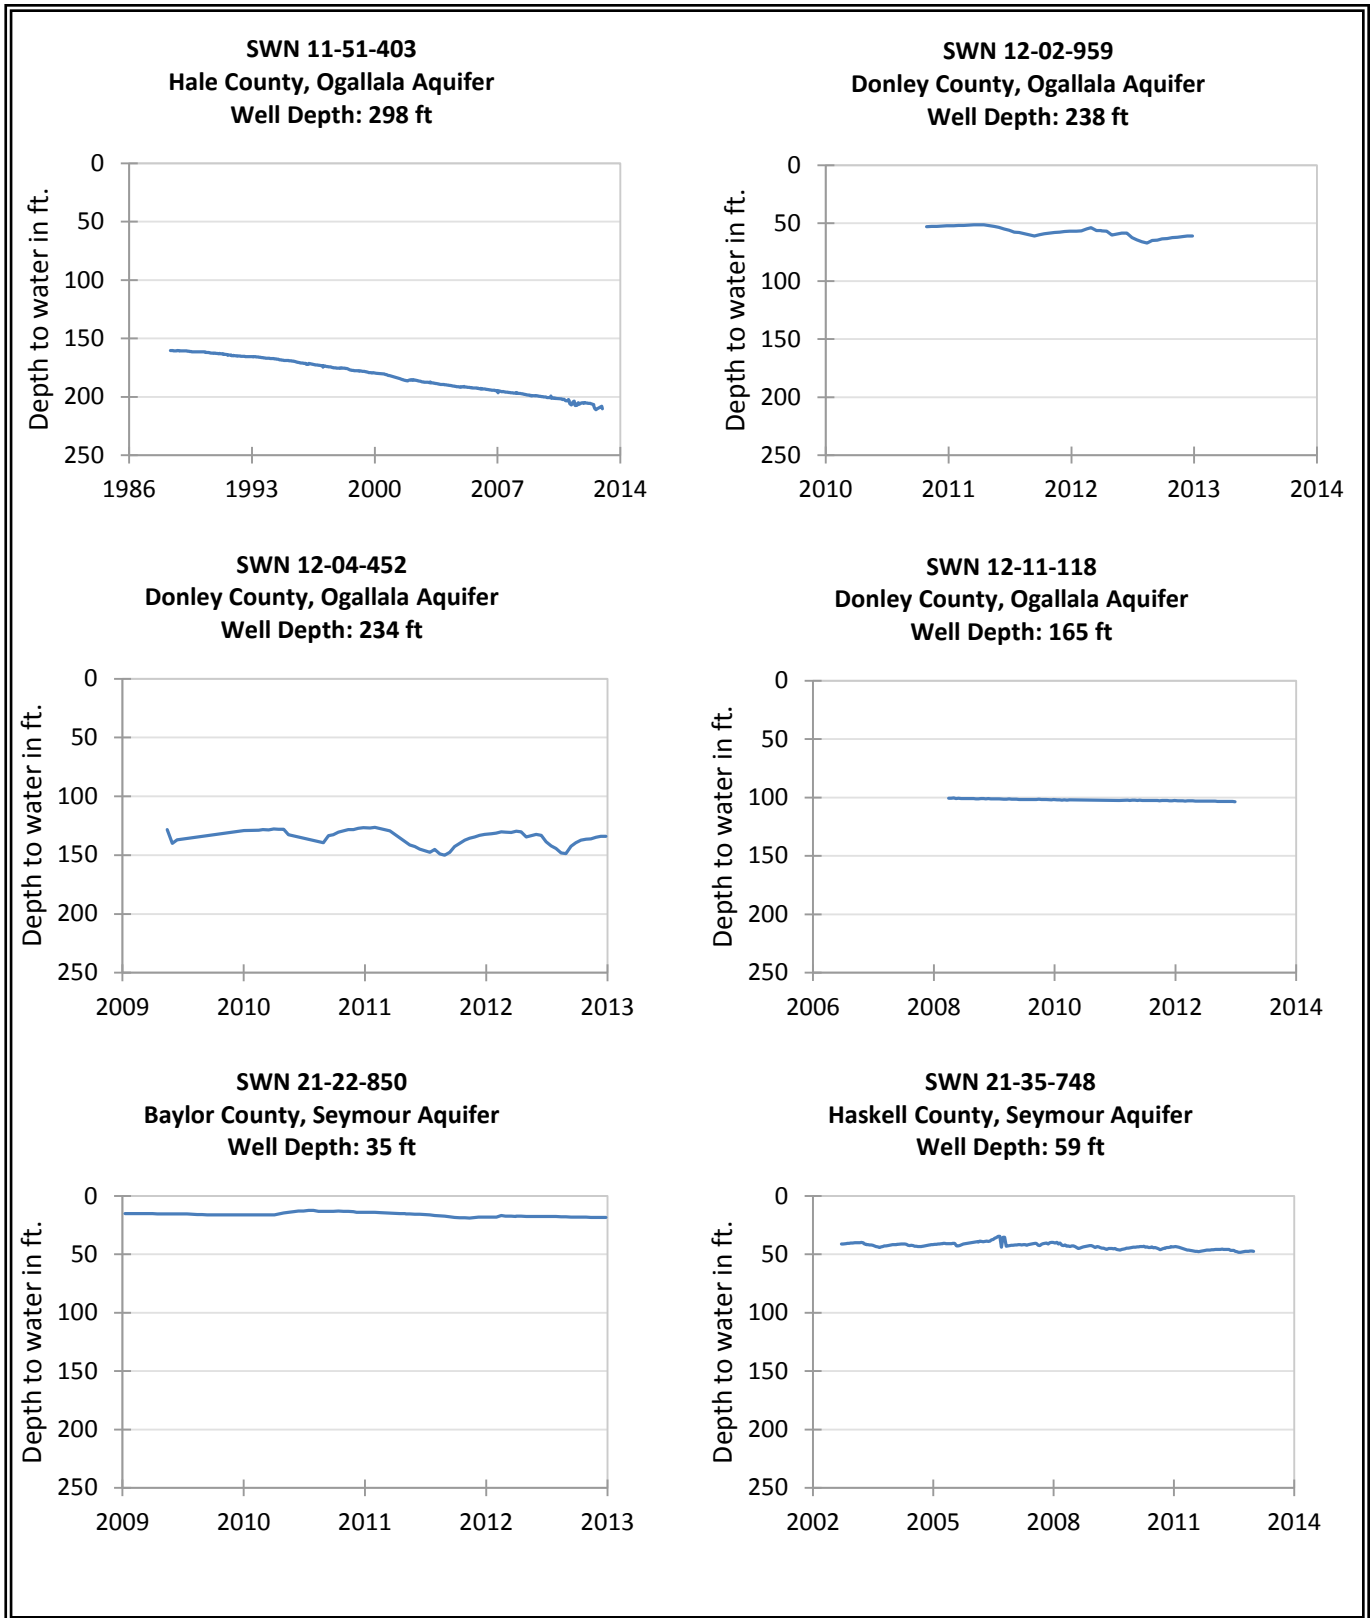 SWN 11-51-403
Hale County, Ogallala Aquifer
Well Depth: 298 ft
Depth to water in ft.
0
50
100
150
200
250
1986 1993 2000 2007 2014
SWN 12-02-959
Donley County, Ogallala Aquifer
Well Depth: 238 ft
Depth to water in ft.
0
50
100
150
200
250
2010 2011 2012 2013 2014
SWN 12-04-452
Donley County, Ogallala Aquifer
Well Depth: 234 ft
Depth to water in ft.
0
50
100
150
200
250
2009 2010 2011 2012 2013
SWN 12-11-118
Donley County, Ogallala Aquifer
Well Depth: 165 ft
Depth to water in ft.
0
50
100
150
200
250
2006 2008 2010 2012 2014
SWN 21-22-850
Baylor County, Seymour Aquifer
Well Depth: 35 ft
Depth to water in ft.
0
50
100
150
200
250
2009 2010 2011 2012 2013
SWN 21-35-748
Haskell County, Seymour Aquifer
Well Depth: 59 ft
Depth to water in ft.
0
50
100
150
200
250
2002 2005 2008 2011 2014